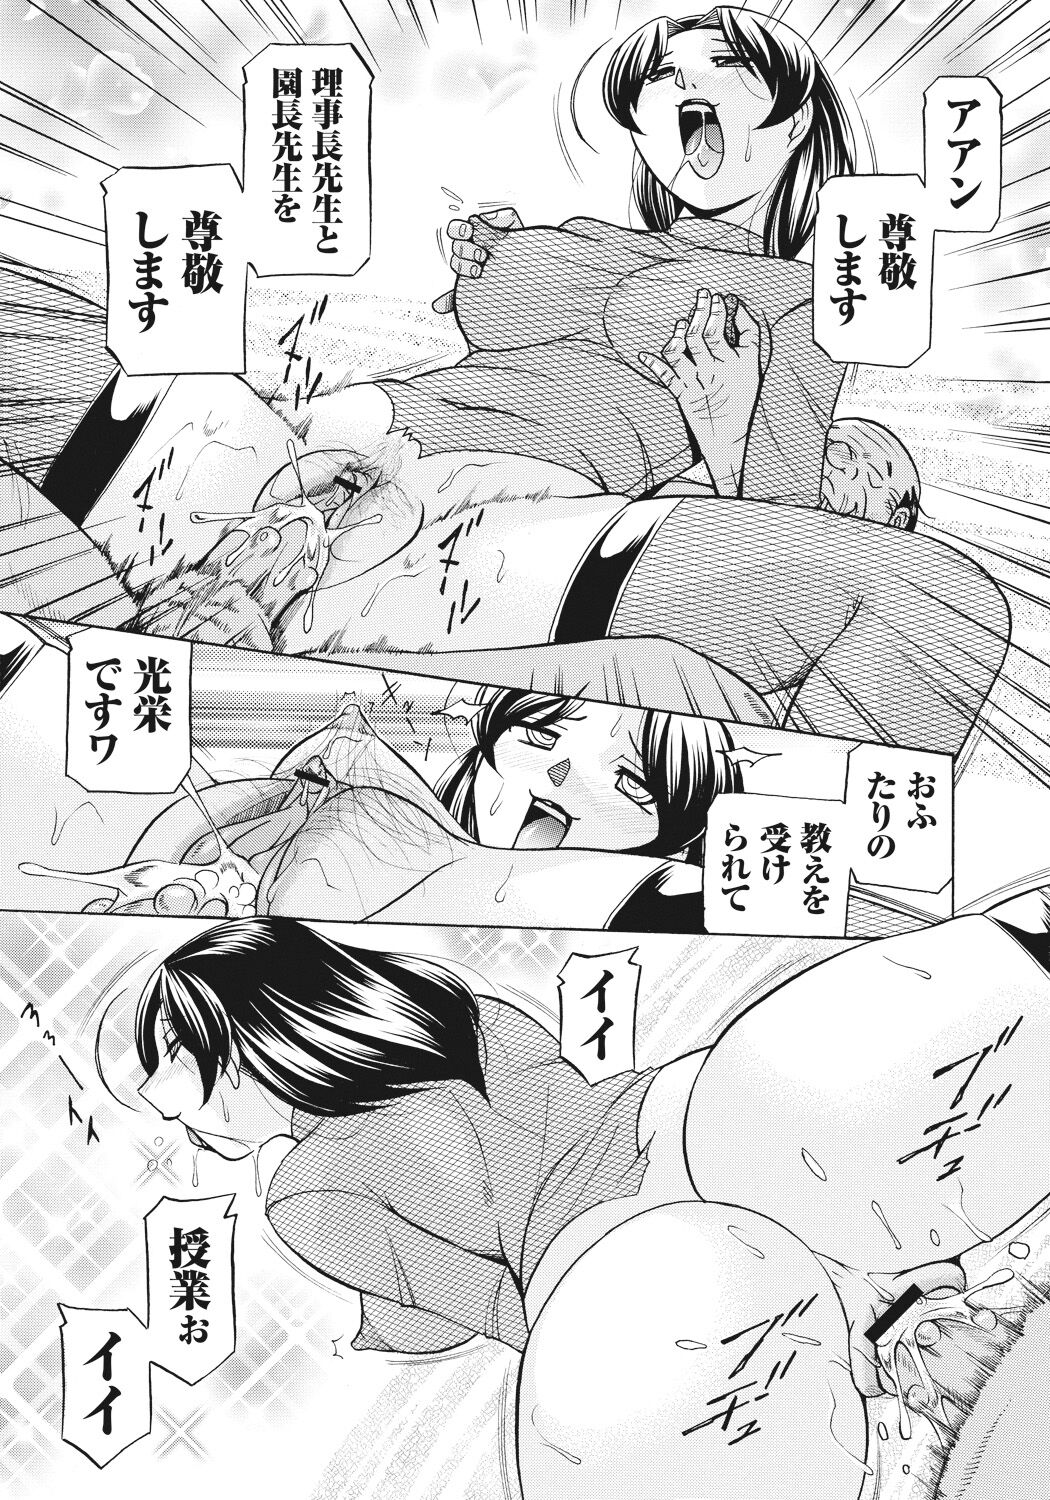 アアン
尊敬
します
理事長先生と
園長先生を
尊敬
します
おふ
たりの
教えを
受け
られて
光栄
ですワ
イイ
授業ぉ
イイ